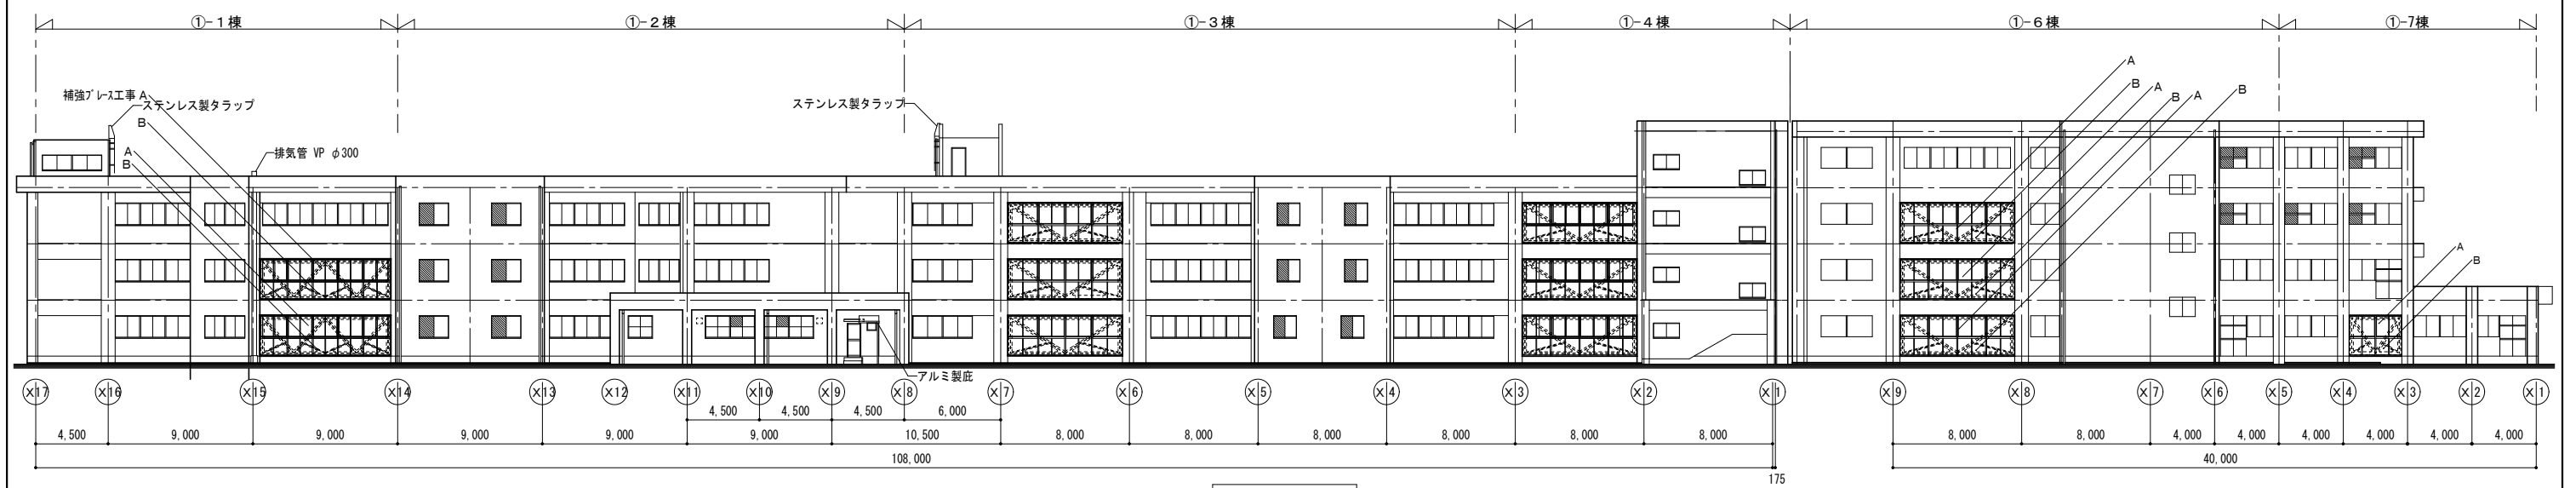 ①-1棟 ①-2棟 ①-3棟 ①-4棟 ①-6棟 ①-7棟
補強ブレース工事 A
ステンレス製タラップ
B
A
B
排気管 VP φ300
ステンレス製タラップ
A
B
A
B
A
B
A
B
アルミ製庇
X17 X16 X15 X14 X13 X12 X11 X10 X9 X8 X7 X6 X5 X4 X3 X2 X1 X9 X8 X7 X6 X5 X4 X3 X2 X1
4,500 4,500 4,500 6,000
4,500 9,000 9,000 9,000 9,000 9,000 10,500 8,000 8,000 8,000 8,000 8,000 8,000 8,000 8,000 4,000 4,000 4,000 4,000 4,000 4,000
108,000 40,000
175